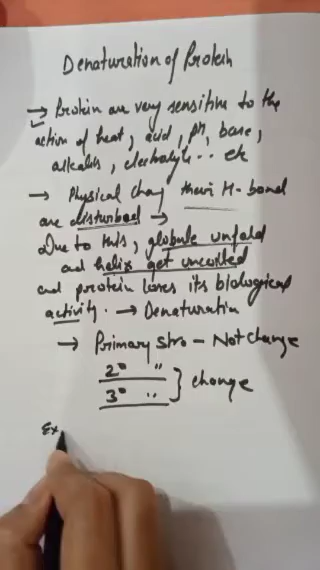 Denaturation of Protein
→ Protein are very sensitive to the
action of heat, acid, pH, base,
alkalis, electrolyte .. etc
→ Physical chang their H-bond
are disturbed →
Due to this, globule unfold
and helix get uncoiled
and protein loses its biological
activity. → Denaturation
→ Primary stro - Not change
2° "
3° " } change
Ex